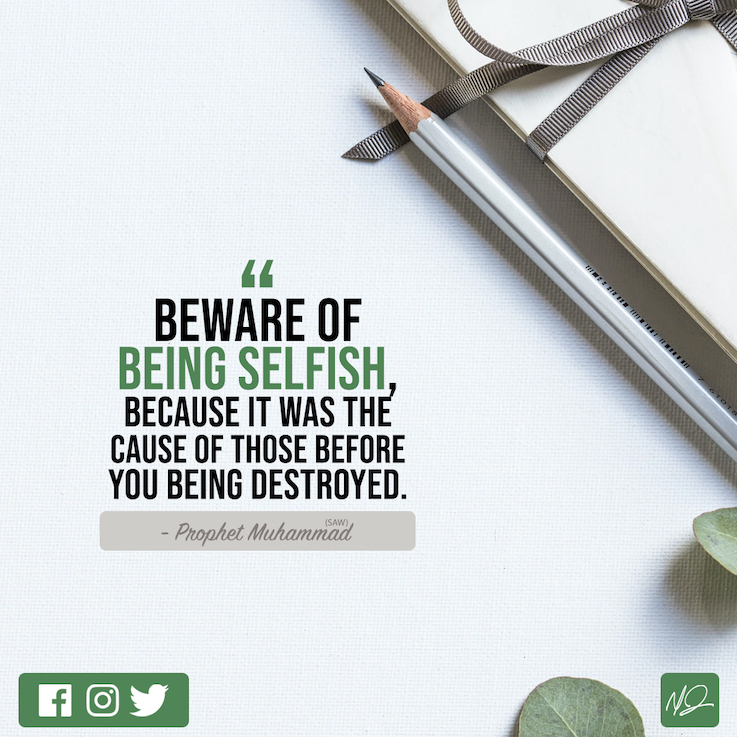 “
BEWARE OF
BEING SELFISH,
BECAUSE IT WAS THE
CAUSE OF THOSE BEFORE
YOU BEING DESTROYED.
- Prophet Muhammad (SAW)